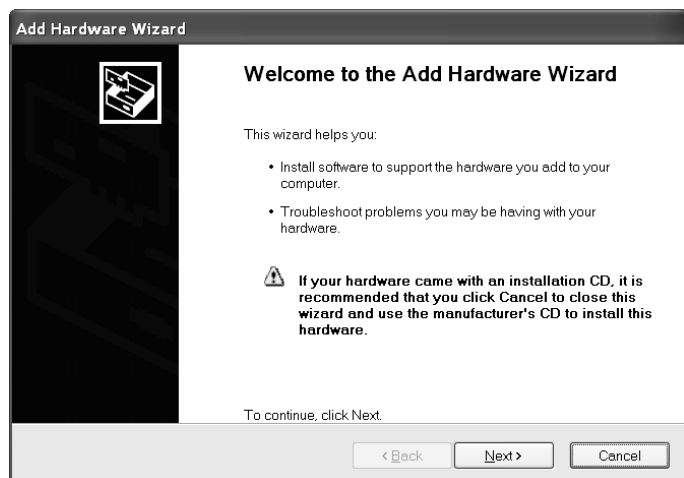 Add Hardware Wizard
Welcome to the Add Hardware Wizard
This wizard helps you:
• Install software to support the hardware you add to your
computer.
• Troubleshoot problems you may be having with your
hardware.
If your hardware came with an installation CD, it is
recommended that you click Cancel to close this
wizard and use the manufacturer's CD to install this
hardware.
To continue, click Next.
< Back Next > Cancel